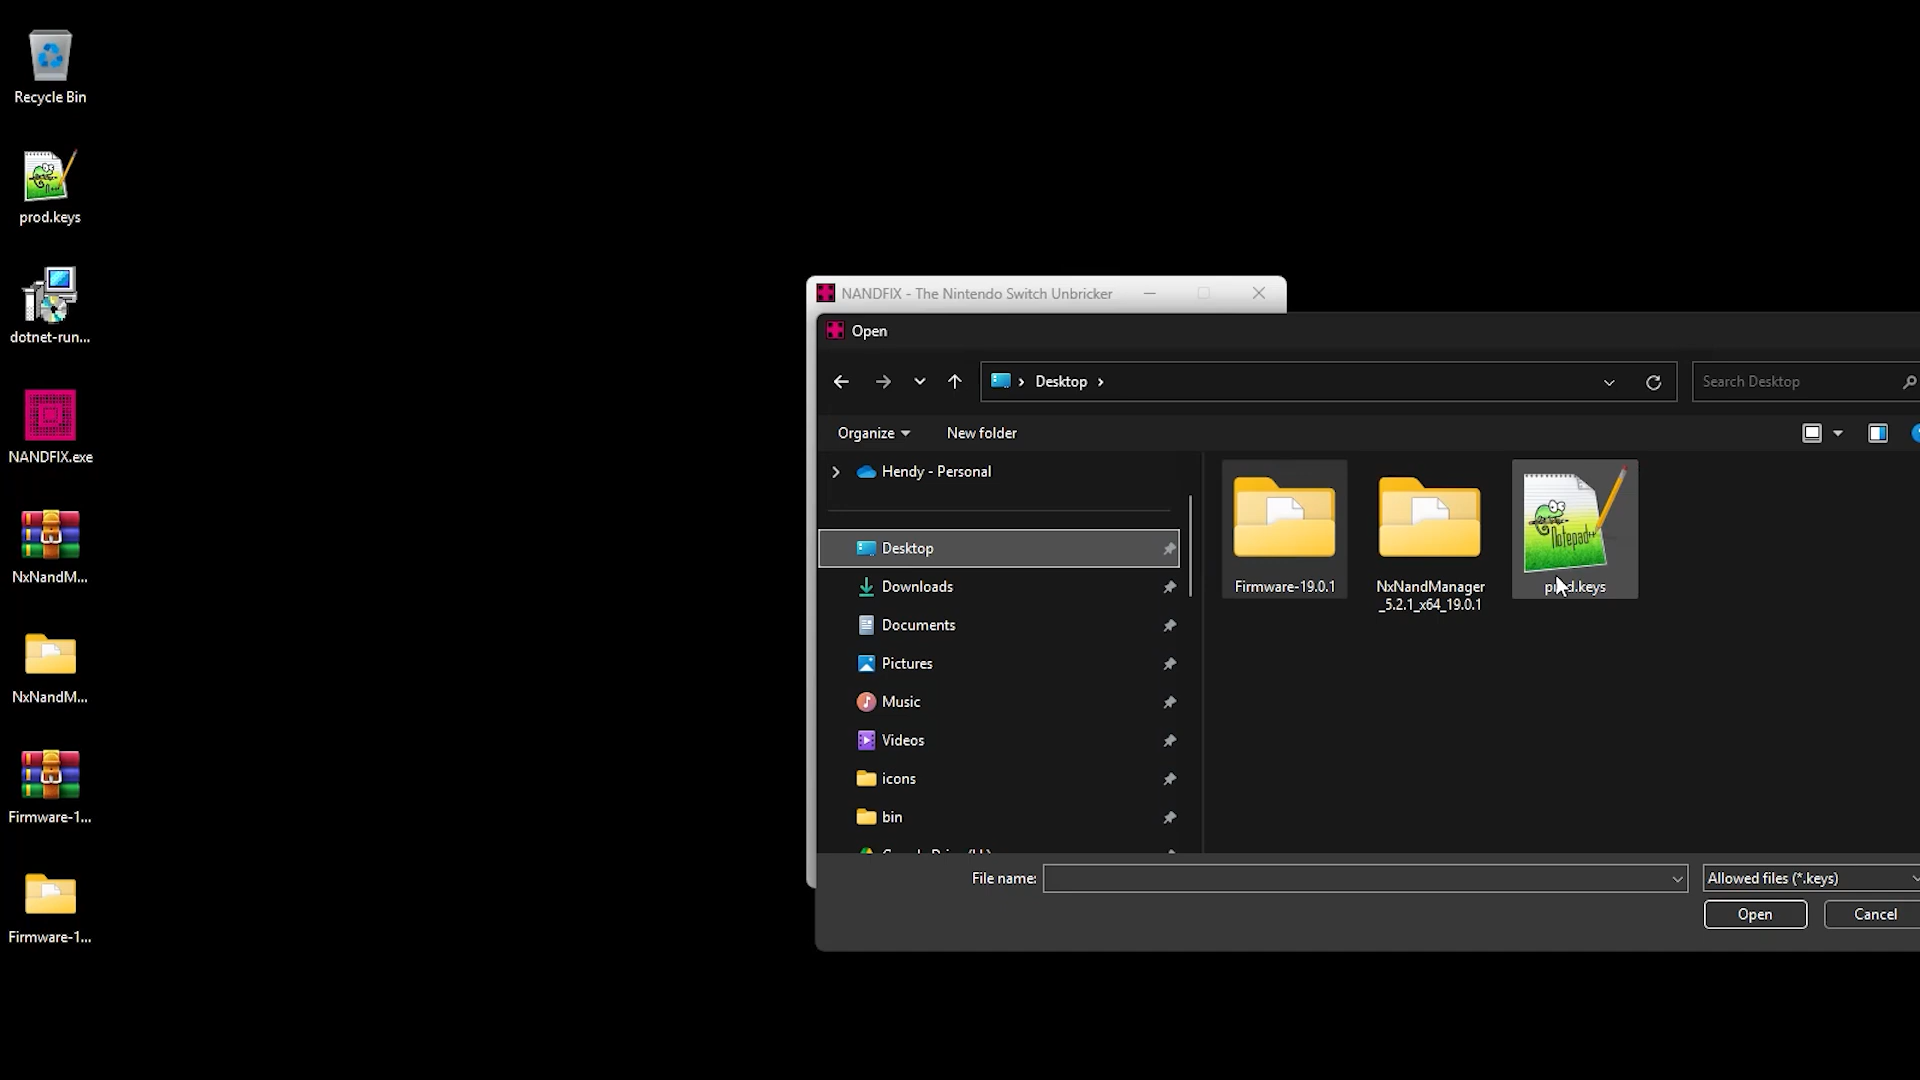 Recycle Bin
prod.keys
dotnet-run...
NANDFIX.exe
NxNandM...
NxNandM...
Firmware-1...
Firmware-1...
NANDFIX - The Nintendo Switch Unbricker
Open
Desktop
Search Desktop
Organize
New folder
Hendy - Personal
Desktop
Downloads
Documents
Pictures
Music
Videos
icons
bin
Firmware-19.0.1
NxNandManager
_5.2.1_x64_19.0.1
Notepad++
prod.keys
File name:
Allowed files (*.keys)
Open
Cancel